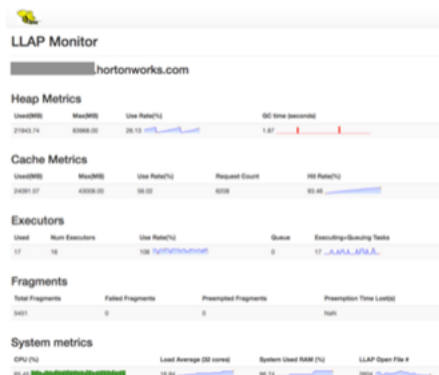 LLAP Monitor
.hortonworks.com
Heap Metrics
Used(MB) Max(MB) Use Rate(%) GC time (seconds)
21943.74 83968.00 26.13 1.87
Cache Metrics
Used(MB) Max(MB) Use Rate(%) Request Count Hit Rate(%)
24091.07 43008.00 56.02 6208 93.46
Executors
Used Num Executors Use Rate(%) Queue Executing+Queuing Tasks
17 16 106 0 17
Fragments
Total Fragments Failed Fragments Preempted Fragments Preemption Time Lost(s)
5401 0 0 NaN
System metrics
CPU (%) Load Average (32 cores) System Used RAM (%) LLAP Open File #